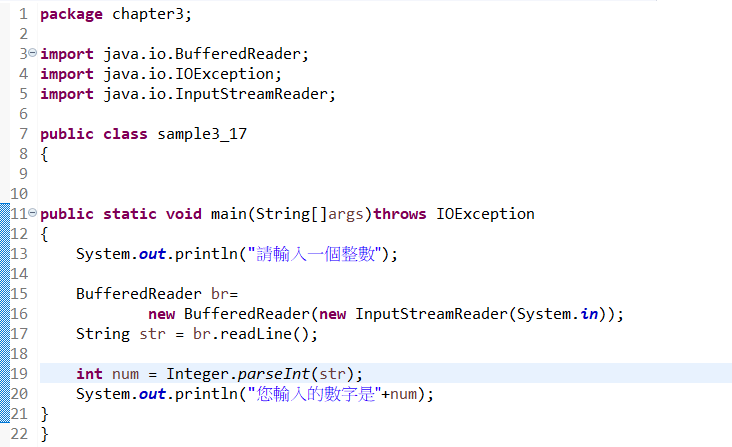 1 package chapter3;
2
3 import java.io.BufferedReader;
4 import java.io.IOException;
5 import java.io.InputStreamReader;
6
7 public class sample3_17
8 {
9
10
11 public static void main(String[]args)throws IOException
12 {
13     System.out.println("請輸入一個整數");
14
15     BufferedReader br=
16             new BufferedReader(new InputStreamReader(System.in));
17     String str = br.readLine();
18
19     int num = Integer.parseInt(str);
20     System.out.println("您輸入的數字是"+num);
21 }
22 }